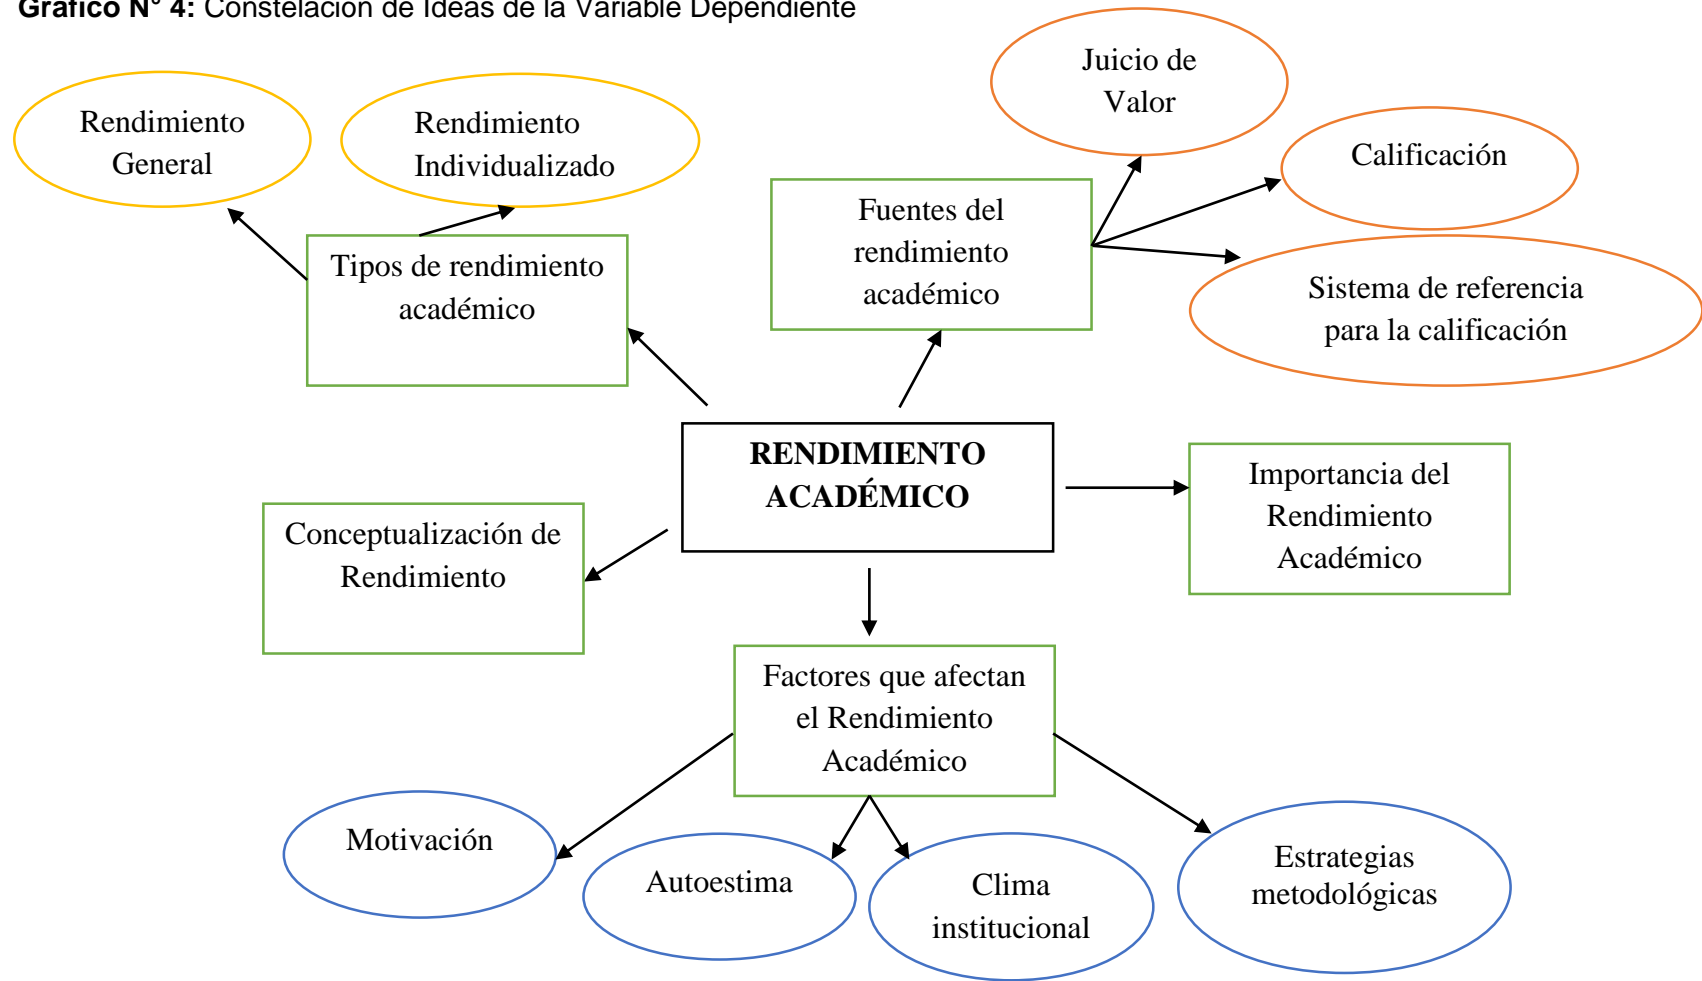 Gráfico N° 4: Constelación de Ideas de la Variable Dependiente
Juicio de
Valor
Rendimiento
General
Rendimiento
Individualizado
Calificación
Fuentes del
rendimiento
académico
Tipos de rendimiento
académico
Sistema de referencia
para la calificación
RENDIMIENTO
ACADÉMICO
Importancia del
Rendimiento
Académico
Conceptualización de
Rendimiento
Factores que afectan
el Rendimiento
Académico
Motivación
Autoestima
Clima
institucional
Estrategias
metodológicas